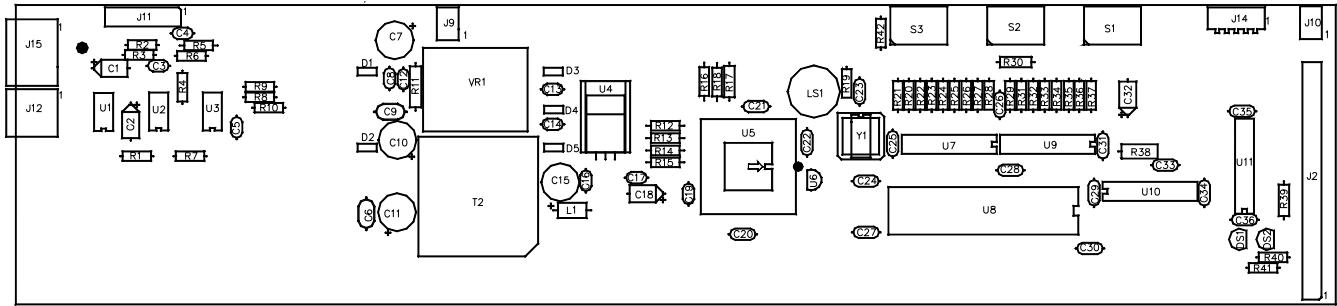 J15
1
J12
J11
1
C4
R2
R5
R3
R6
C1
C3
R4
R9
R8
R10
U1
C2
U2
U3
C5
R1
R7
J9
1
C7
D1
C8
C12
R11
VR1
D3
C13
C9
D4
C14
D2
C10
D5
U4
C15
C16
C6
C11
T2
L1
R12
R13
R14
R15
C17
C18
C19
R16
R18
R17
C21
U5
C22
U6
C20
LS1
R19
C23
Y1
C25
C24
C27
R42
S3
S2
S1
R30
R21
R20
R22
R23
R24
R25
R26
R27
R28
C26
R29
R31
R32
R33
R34
R35
R36
R37
C32
U7
U9
C31
C28
R38
C33
U8
C29
U10
C34
C30
J14
1
J10
1
C35
U11
C36
R39
DS1
DS2
R40
R41
J2
1